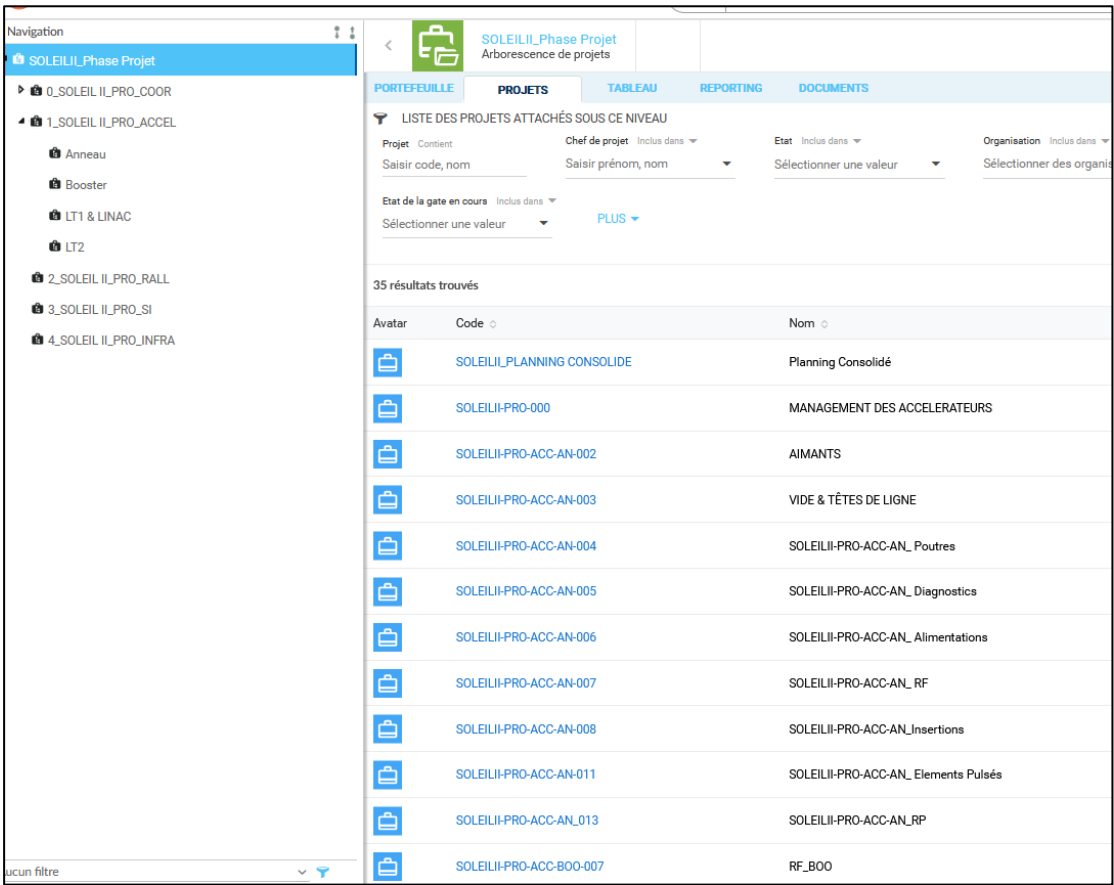 Navigation
SOLEILII_Phase Projet
0_SOLEIL II_PRO_COOR
1_SOLEIL II_PRO_ACCEL
Anneau
Booster
LT1 & LINAC
LT2
2_SOLEIL II_PRO_RALL
3_SOLEIL II_PRO_SI
4_SOLEIL II_PRO_INFRA
ucun filtre
SOLEILII_Phase Projet
Arborescence de projets
PORTEFEUILLE PROJETS TABLEAU REPORTING DOCUMENTS
LISTE DES PROJETS ATTACHÉS SOUS CE NIVEAU
Projet Contient Chef de projet Inclus dans Etat Inclus dans Organisation Inclus dans
Saisir code, nom Saisir prénom, nom Sélectionner une valeur Sélectionner des organis
Etat de la gate en cours Inclus dans
Sélectionner une valeur PLUS
35 résultats trouvés
Avatar Code Nom
SOLEILII_PLANNING CONSOLIDE Planning Consolidé
SOLEILII-PRO-000 MANAGEMENT DES ACCELERATEURS
SOLEILII-PRO-ACC-AN-002 AIMANTS
SOLEILII-PRO-ACC-AN-003 VIDE & TÊTES DE LIGNE
SOLEILII-PRO-ACC-AN-004 SOLEILII-PRO-ACC-AN_ Poutres
SOLEILII-PRO-ACC-AN-005 SOLEILII-PRO-ACC-AN_ Diagnostics
SOLEILII-PRO-ACC-AN-006 SOLEILII-PRO-ACC-AN_ Alimentations
SOLEILII-PRO-ACC-AN-007 SOLEILII-PRO-ACC-AN_ RF
SOLEILII-PRO-ACC-AN-008 SOLEILII-PRO-ACC-AN_Insertions
SOLEILII-PRO-ACC-AN-011 SOLEILII-PRO-ACC-AN_ Elements Pulsés
SOLEILII-PRO-ACC-AN_013 SOLEILII-PRO-ACC-AN_RP
SOLEILII-PRO-ACC-BOO-007 RF_BOO